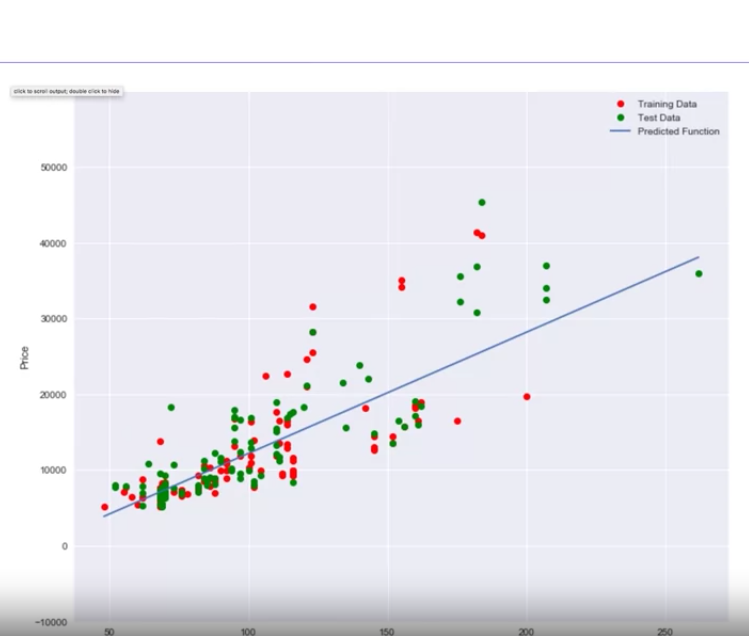 click to scroll output; double click to hide
Training Data
Test Data
Predicted Function
50000
40000
30000
20000
10000
0
−10000
Price
50
100
150
200
250